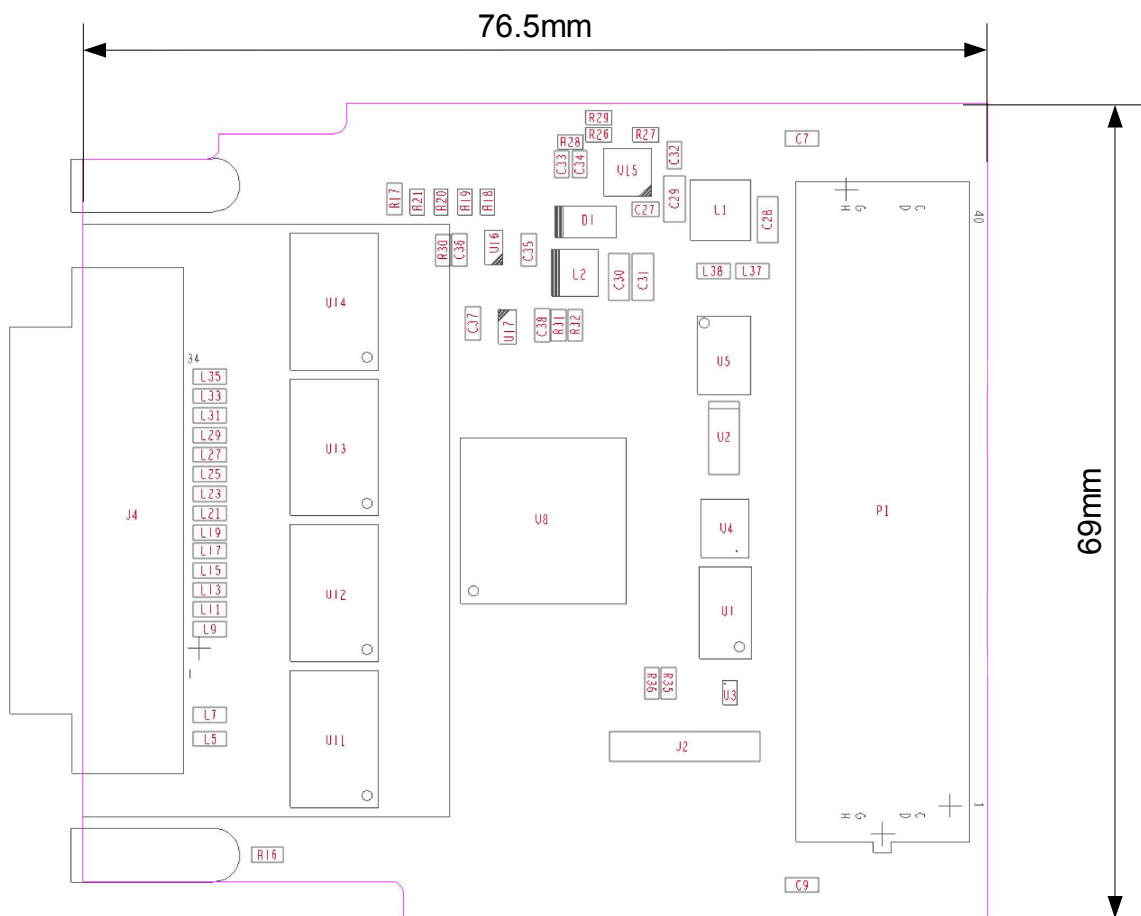 76.5mm
R29
R26
R27
R28
C7
C32
C33
C34
U15
R17
R21
R20
R19
R18
C27
C29
L1
C28
H
G
D
C
40
D1
R30
C36
U16
C35
L2
C30
C31
L38
L37
U14
C37
U17
C38
R31
R32
U5
34
L35
L33
L31
L29
L27
L25
L23
L21
L19
L17
L15
L13
L11
L9
1
L7
L5
J4
U13
U12
U11
U8
U2
U4
U1
P1
69mm
R36
R35
U3
J2
H
G
D
C
1
R16
C9